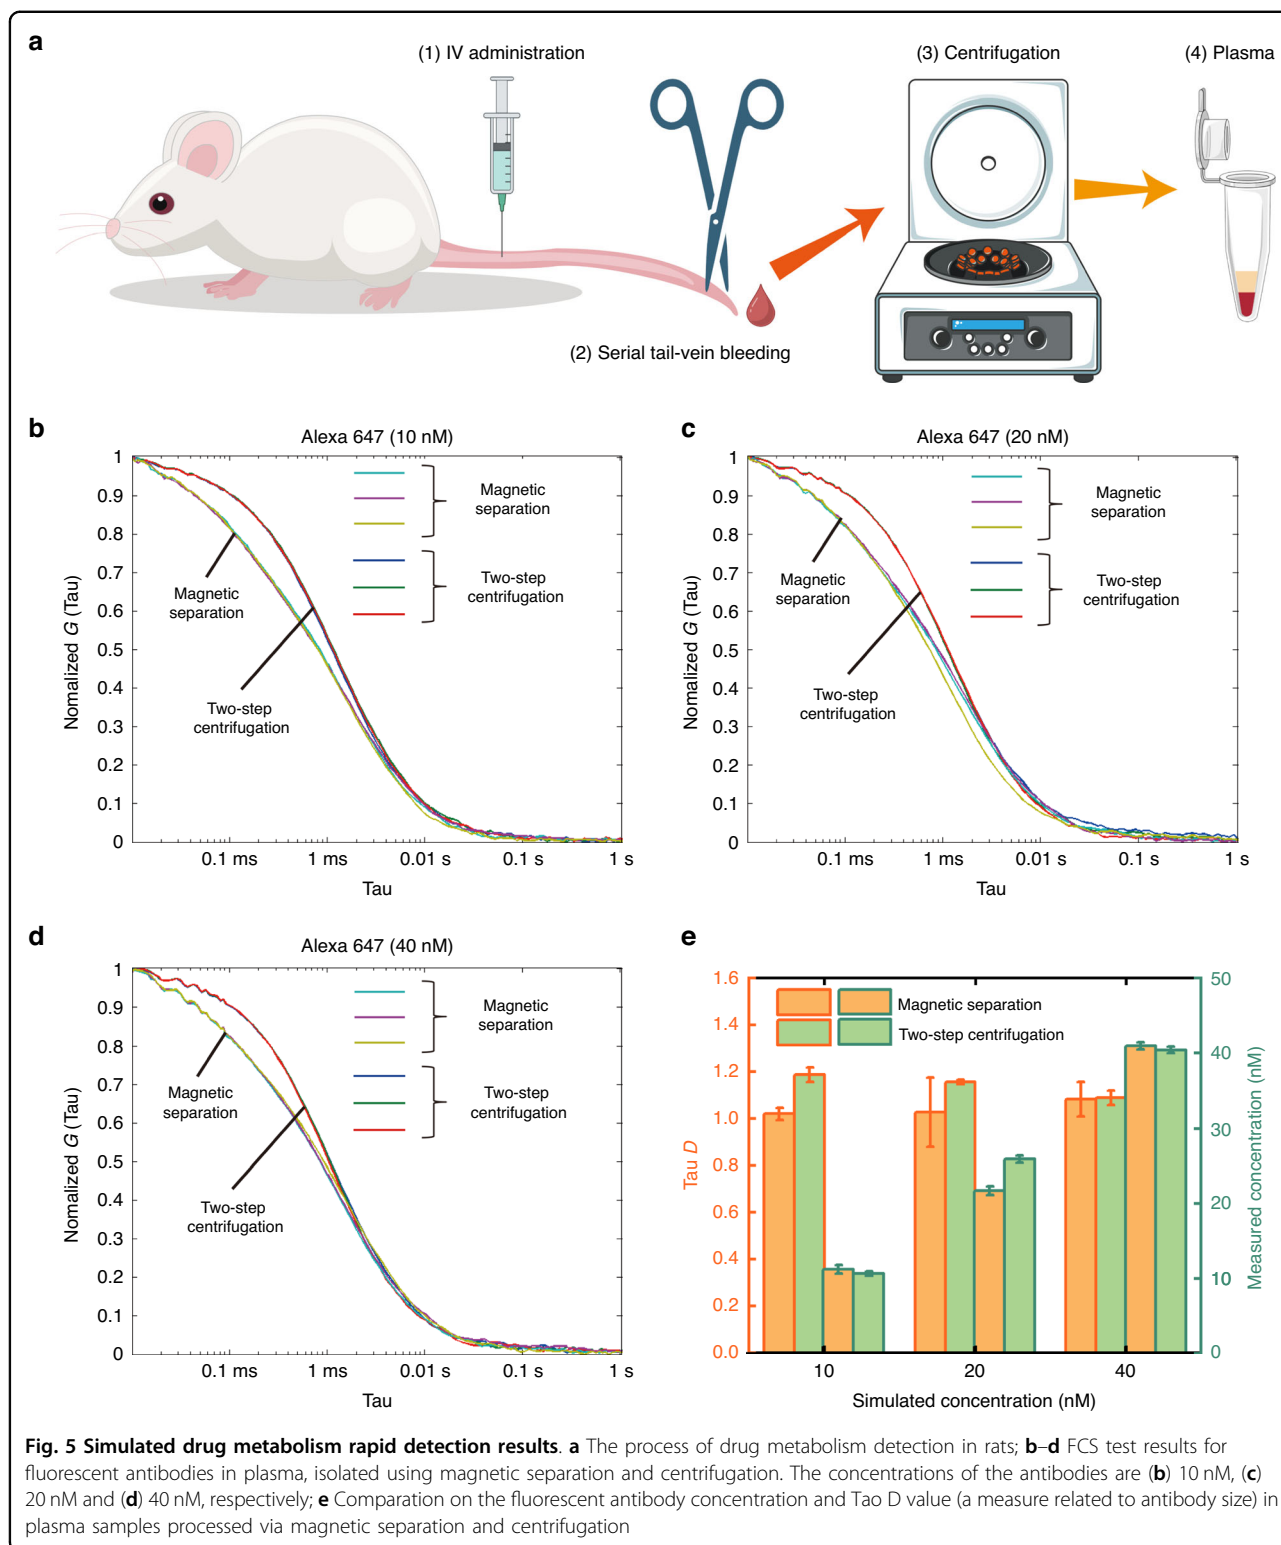 a
(1) IV administration
(3) Centrifugation
(4) Plasma
(2) Serial tail-vein bleeding
b
Alexa 647 (10 nM)
1
0.9
0.8
0.7
0.6
0.5
0.4
0.3
0.2
0.1
0
Nomalized G (Tau)
Magnetic
separation
Two-step
centrifugation
Magnetic
separation
Two-step
centrifugation
0.1 ms
1 ms
0.01 s
0.1 s
1 s
Tau
c
Alexa 647 (20 nM)
1
0.9
0.8
0.7
0.6
0.5
0.4
0.3
0.2
0.1
0
Nomalized G (Tau)
Magnetic
separation
Two-step
centrifugation
Magnetic
separation
Two-step
centrifugation
0.1 ms
1 ms
0.01 s
0.1 s
1 s
Tau
d
Alexa 647 (40 nM)
1
0.9
0.8
0.7
0.6
0.5
0.4
0.3
0.2
0.1
0
Nomalized G (Tau)
Magnetic
separation
Two-step
centrifugation
Magnetic
separation
Two-step
centrifugation
0.1 ms
1 ms
0.01 s
0.1 s
1 s
Tau
e
1.6
1.4
1.2
1.0
0.8
0.6
0.4
0.2
0.0
Tau D
Magnetic separation
Two-step centrifugation
50
40
30
20
10
0
Measured concentration (nM)
10
20
40
Simulated concentration (nM)
Fig. 5 Simulated drug metabolism rapid detection results. a The process of drug metabolism detection in rats; b–d FCS test results for
fluorescent antibodies in plasma, isolated using magnetic separation and centrifugation. The concentrations of the antibodies are (b) 10 nM, (c)
20 nM and (d) 40 nM, respectively; e Comparation on the fluorescent antibody concentration and Tao D value (a measure related to antibody size) in
plasma samples processed via magnetic separation and centrifugation